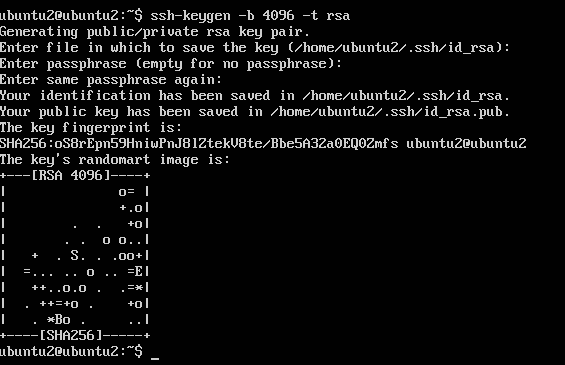 ubuntu2@ubuntu2:~$ ssh-keygen -b 4096 -t rsa
Generating public/private rsa key pair.
Enter file in which to save the key (/home/ubuntu2/.ssh/id_rsa):
Enter passphrase (empty for no passphrase):
Enter same passphrase again:
Your identification has been saved in /home/ubuntu2/.ssh/id_rsa.
Your public key has been saved in /home/ubuntu2/.ssh/id_rsa.pub.
The key fingerprint is:
SHA256:oS8rEpn59HniwPnJ8lZtekV8te/Bbe5A32a0EQ0Zmfs ubuntu2@ubuntu2
The key's randomart image is:
+---[RSA 4096]----+
|              o= |
|              +.o|
|        .  .   +o|
|       . .  o o..|
|   +  . S. . .oo+|
|  =... .. o .. =E|
|   ++..o.o .  .=*|
|  . ++=+o .    +o|
|   . *Bo .     ..|
+----[SHA256]-----+
ubuntu2@ubuntu2:~$ _